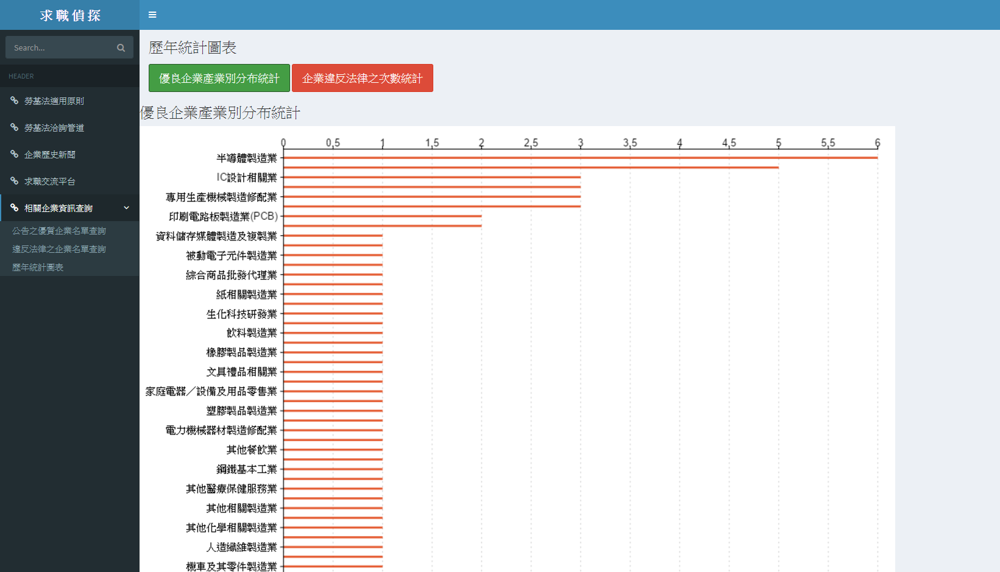 求職偵探
Search...
HEADER
勞基法適用原則
勞基法洽詢管道
企業歷史新聞
求職交流平台
相關企業資訊查詢
公告之優質企業名單查詢
違反法律之企業名單查詢
歷年統計圖表
歷年統計圖表
優良企業產業別分布統計 企業違反法律之次數統計
優良企業產業別分布統計
0 0,5 1 1,5 2 2,5 3 3,5 4 4,5 5 5,5 6
半導體製造業
IC設計相關業
專用生產機械製造修配業
印刷電路板製造業(PCB)
資料儲存媒體製造及複製業
被動電子元件製造業
綜合商品批發代理業
紙相關製造業
生化科技研發業
飲料製造業
橡膠製品製造業
文具禮品相關業
家庭電器／設備及用品零售業
塑膠製品製造業
電力機械器材製造修配業
其他餐飲業
鋼鐵基本工業
其他醫療保健服務業
其他相關製造業
其他化學相關製造業
人造纖維製造業
機車及其零件製造業